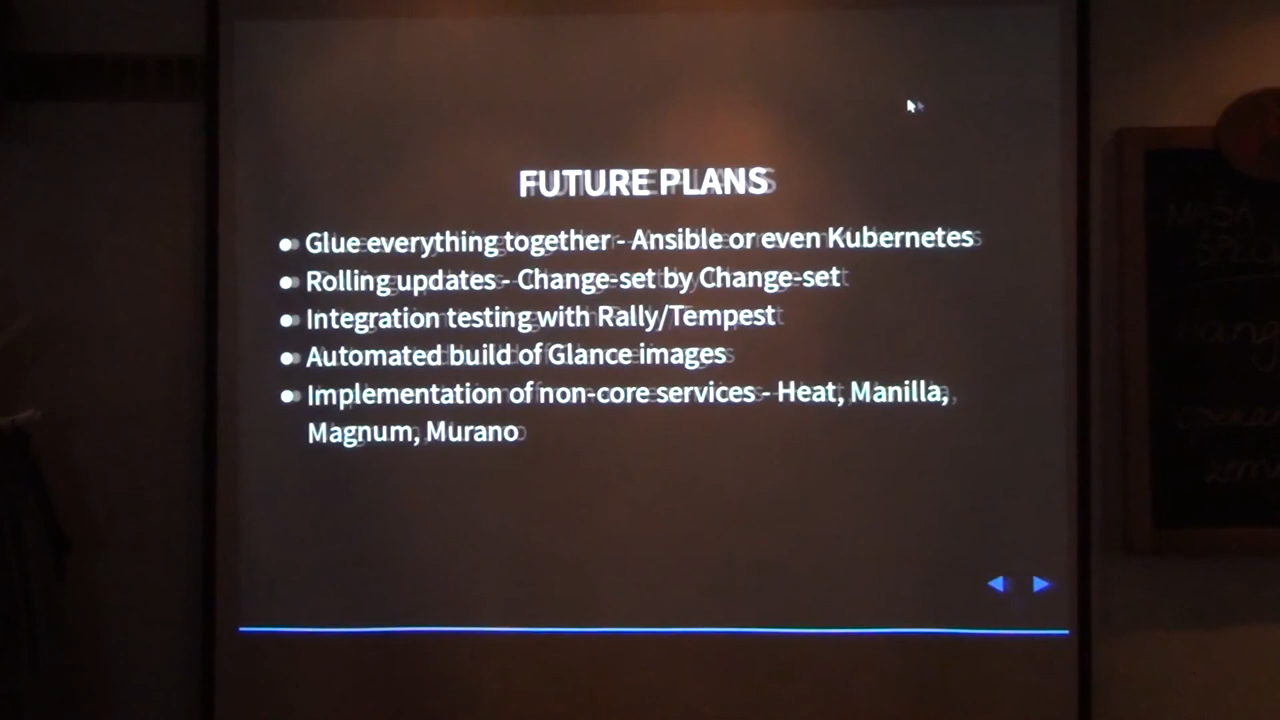 FUTURE PLANS
• Glue everything together - Ansible or even Kubernetes
• Rolling updates - Change-set by Change-set
• Integration testing with Rally/Tempest
• Automated build of Glance images
• Implementation of non-core services - Heat, Manilla,
Magnum, Murano